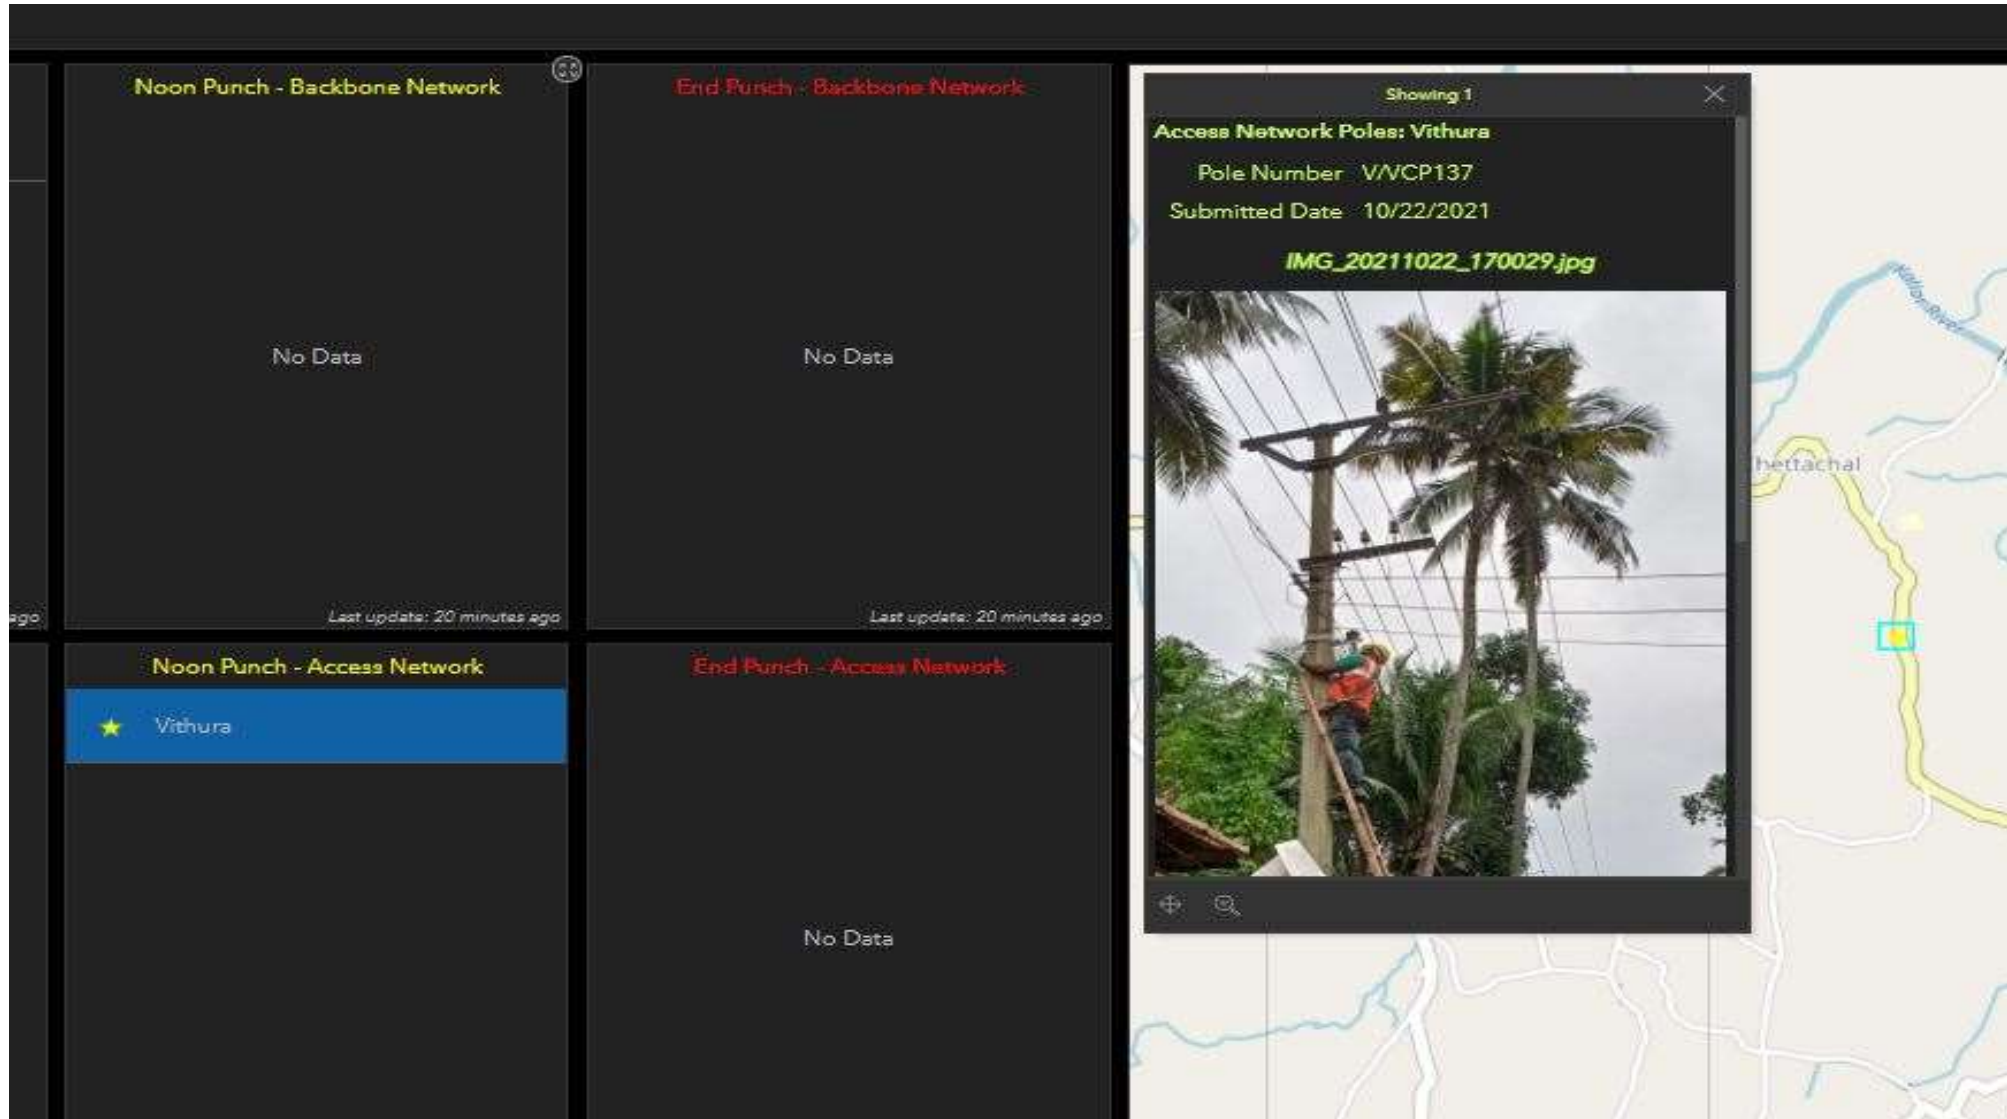 Noon Punch - Backbone Network
No Data
Last update: 20 minutes ago
End Punch - Backbone Network
No Data
Last update: 20 minutes ago
ago
Noon Punch - Access Network
Vithura
End Punch - Access Network
No Data
Showing 1
Access Network Poles: Vithura
Pole Number V/VCP137
Submitted Date 10/22/2021
IMG_20211022_170029.jpg
hettachal